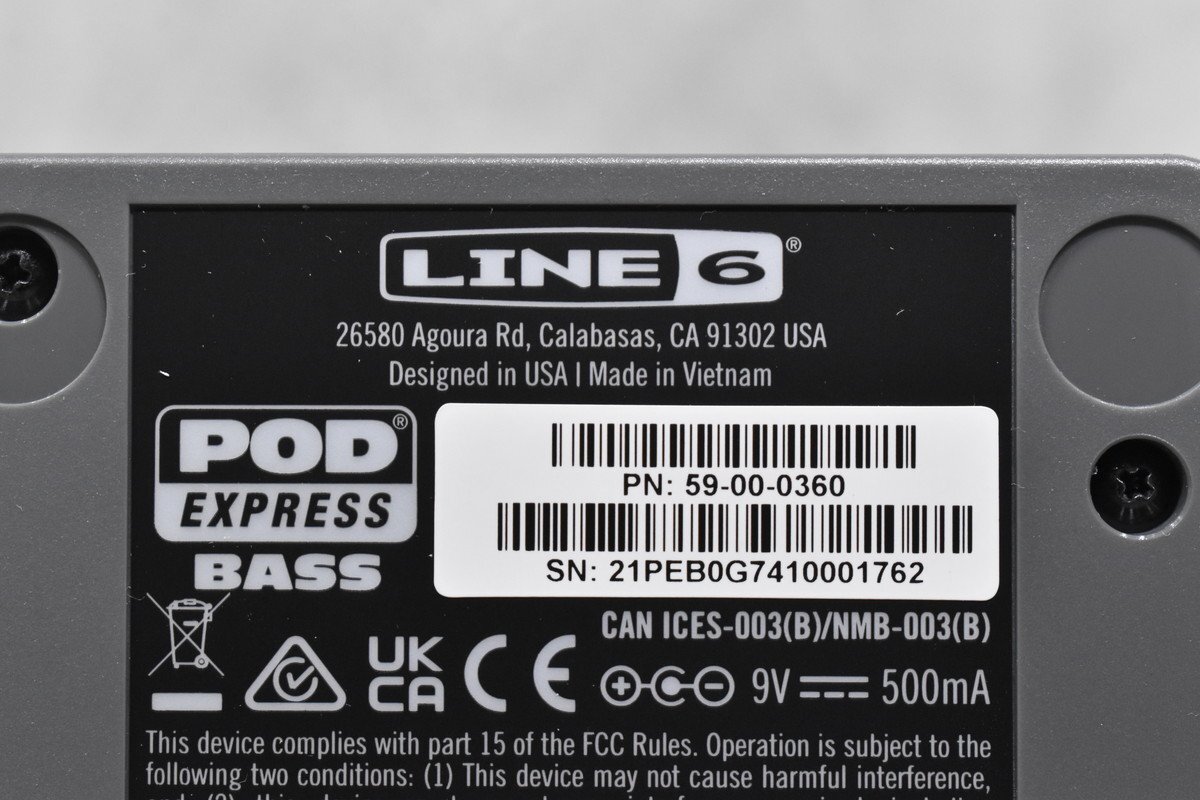 LINE 6®
26580 Agoura Rd, Calabasas, CA 91302 USA
Designed in USA | Made in Vietnam
POD®
EXPRESS
BASS
PN: 59-00-0360
SN: 21PEB0G7410001762
CAN ICES-003(B)/NMB-003(B)
UK
CA
CE
9V 500mA
This device complies with part 15 of the FCC Rules. Operation is subject to the
following two conditions: (1) This device may not cause harmful interference,